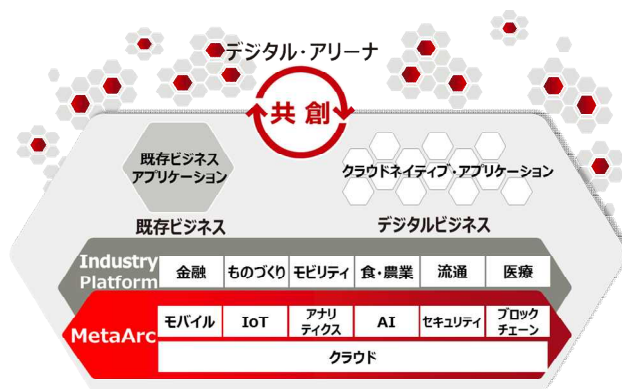 デジタル・アリーナ
共創
既存ビジネス
アプリケーション
クラウドネイティブ・アプリケーション
既存ビジネス
デジタルビジネス
Industry
Platform
金融
ものづくり
モビリティ
食・農業
流通
医療
MetaArc
モバイル
IoT
アナリ
ティクス
AI
セキュリティ
ブロック
チェーン
クラウド